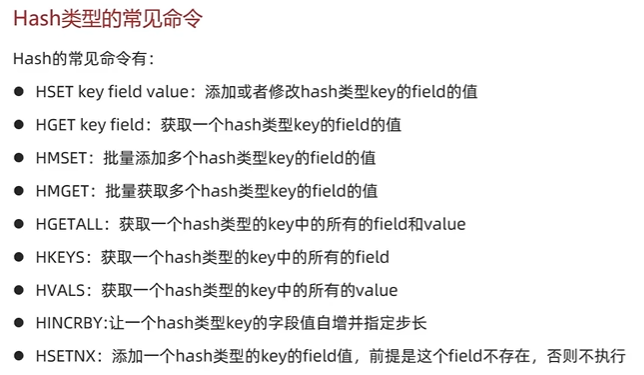 Hash类型的常见命令
Hash的常见命令有：
● HSET key field value：添加或者修改hash类型key的field的值
● HGET key field：获取一个hash类型key的field的值
● HMSET：批量添加多个hash类型key的field的值
● HMGET：批量获取多个hash类型key的field的值
● HGETALL：获取一个hash类型的key中的所有的field和value
● HKEYS：获取一个hash类型的key中的所有的field
● HVALS：获取一个hash类型的key中的所有的value
● HINCRBY:让一个hash类型key的字段值自增并指定步长
● HSETNX：添加一个hash类型的key的field值，前提是这个field不存在，否则不执行